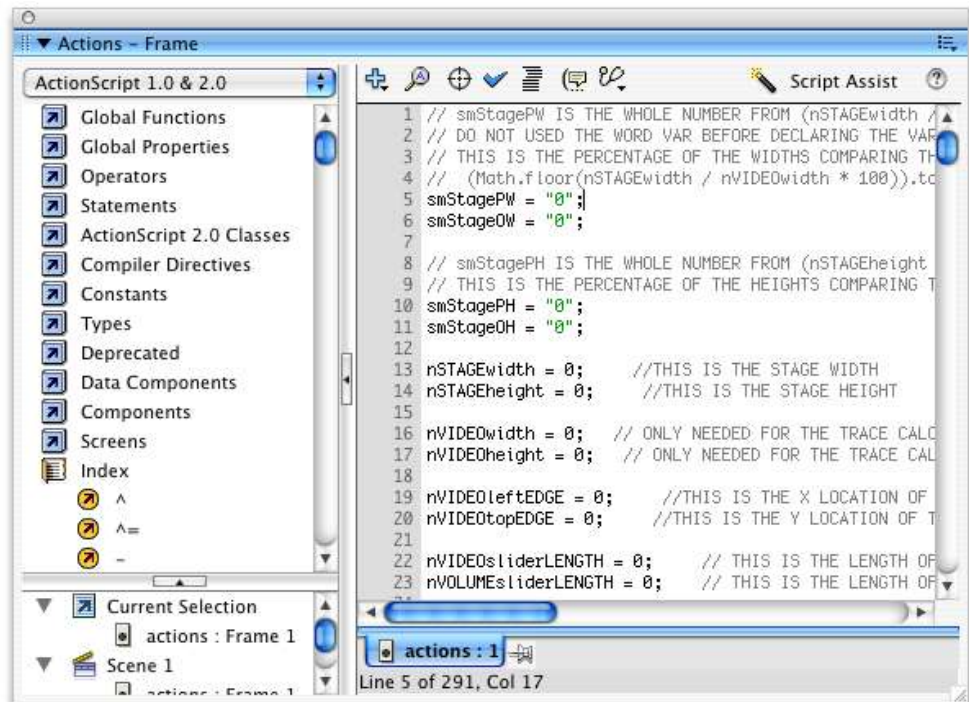 Actions - Frame
ActionScript 1.0 & 2.0
Global Functions
Global Properties
Operators
Statements
ActionScript 2.0 Classes
Compiler Directives
Constants
Types
Deprecated
Data Components
Components
Screens
Index
^
^=
-
Current Selection
actions : Frame 1
Scene 1
actions : Frame 1
Script Assist
1 // smStagePW IS THE WHOLE NUMBER FROM (nSTAGEwidth /
2 // DO NOT USED THE WORD VAR BEFORE DECLARING THE VAR
3 // THIS IS THE PERCENTAGE OF THE WIDTHS COMPARING TH
4 // (Math.floor(nSTAGEwidth / nVIDEOwidth * 100)).to
5 smStagePW = "0";
6 smStageOW = "0";
7
8 // smStagePH IS THE WHOLE NUMBER FROM (nSTAGEheight
9 // THIS IS THE PERCENTAGE OF THE HEIGHTS COMPARING T
10 smStagePH = "0";
11 smStageOH = "0";
12
13 nSTAGEwidth = 0; //THIS IS THE STAGE WIDTH
14 nSTAGEheight = 0; //THIS IS THE STAGE HEIGHT
15
16 nVIDEOwidth = 0; // ONLY NEEDED FOR THE TRACE CALC
17 nVIDEOheight = 0; // ONLY NEEDED FOR THE TRACE CAL
18
19 nVIDEOleftEDGE = 0; //THIS IS THE X LOCATION OF
20 nVIDEOtopEDGE = 0; //THIS IS THE Y LOCATION OF T
21
22 nVIDEOsliderLENGTH = 0; // THIS IS THE LENGTH OF
23 nVOLUMEsliderLENGTH = 0; // THIS IS THE LENGTH OF
actions : 1
Line 5 of 291, Col 17